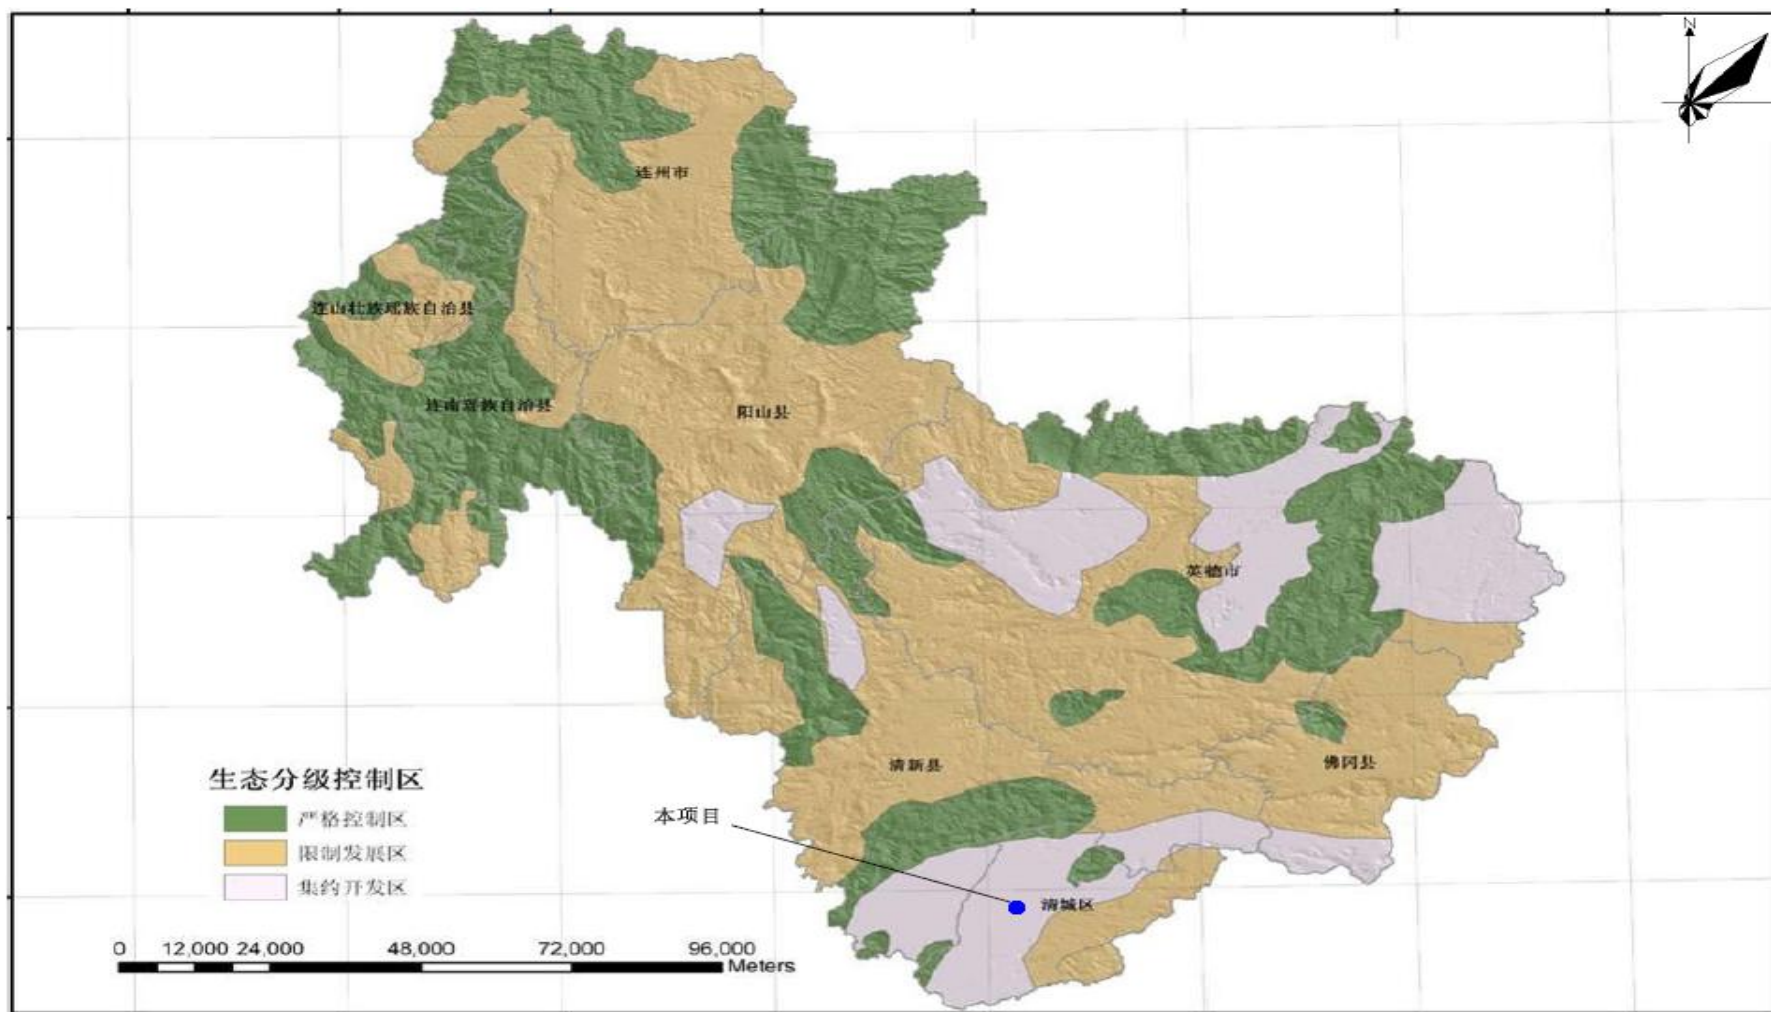 N
连州市
连山壮族瑶族自治县
连南瑶族自治县
阳山县
英德市
清新县
佛冈县
生态分级控制区
严格控制区
限制发展区
集约开发区
本项目
清城区
0 12,000 24,000 48,000 72,000 96,000
Meters